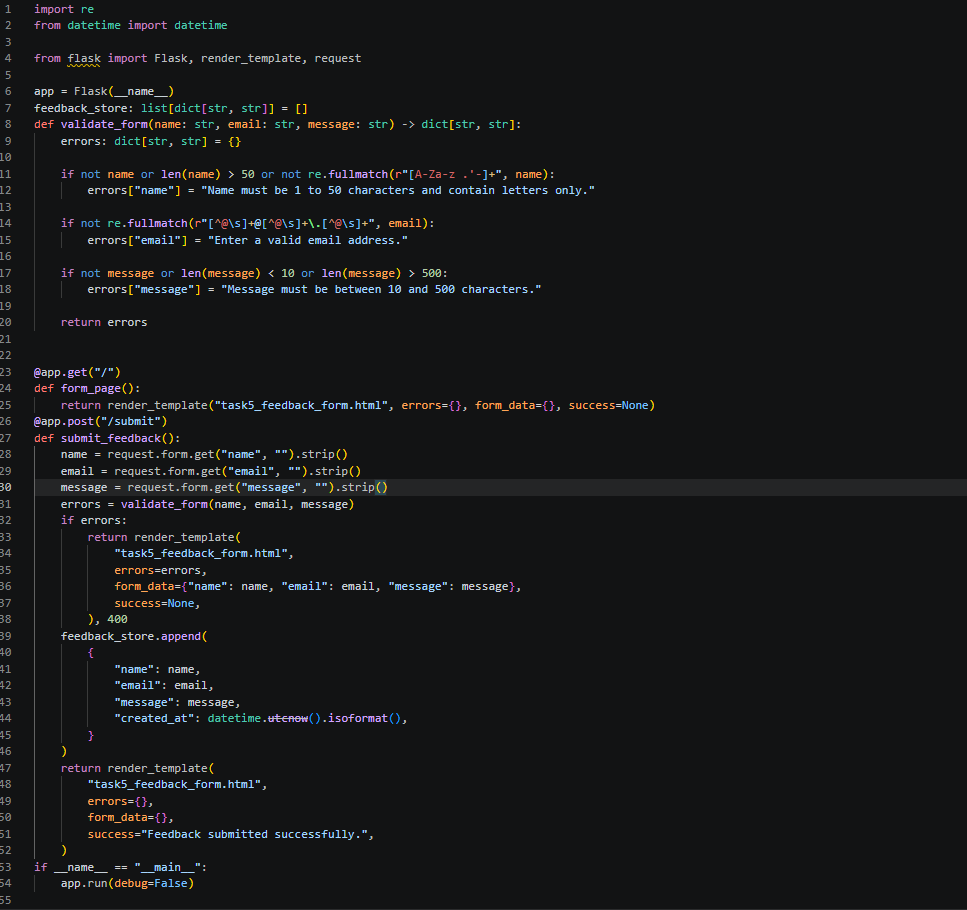 1 import re
2 from datetime import datetime
3
4 from flask import Flask, render_template, request
5
6 app = Flask(__name__)
7 feedback_store: list[dict[str, str]] = []
8 def validate_form(name: str, email: str, message: str) -> dict[str, str]:
9     errors: dict[str, str] = {}
10
11     if not name or len(name) > 50 or not re.fullmatch(r"[A-Za-z .'-]+", name):
12         errors["name"] = "Name must be 1 to 50 characters and contain letters only."
13
14     if not re.fullmatch(r"[^@\s]+@[^@\s]+\.[^@\s]+", email):
15         errors["email"] = "Enter a valid email address."
16
17     if not message or len(message) < 10 or len(message) > 500:
18         errors["message"] = "Message must be between 10 and 500 characters."
19
20     return errors
21
22
23 @app.get("/")
24 def form_page():
25     return render_template("task5_feedback_form.html", errors={}, form_data={}, success=None)
26 @app.post("/submit")
27 def submit_feedback():
28     name = request.form.get("name", "").strip()
29     email = request.form.get("email", "").strip()
30     message = request.form.get("message", "").strip()
31     errors = validate_form(name, email, message)
32     if errors:
33         return render_template(
34             "task5_feedback_form.html",
35             errors=errors,
36             form_data={"name": name, "email": email, "message": message},
37             success=None,
38         ), 400
39     feedback_store.append(
40         {
41             "name": name,
42             "email": email,
43             "message": message,
44             "created_at": datetime.utcnow().isoformat(),
45         }
46     )
47     return render_template(
48         "task5_feedback_form.html",
49         errors={},
50         form_data={},
51         success="Feedback submitted successfully.",
52     )
53 if __name__ == "__main__":
54     app.run(debug=False)
55